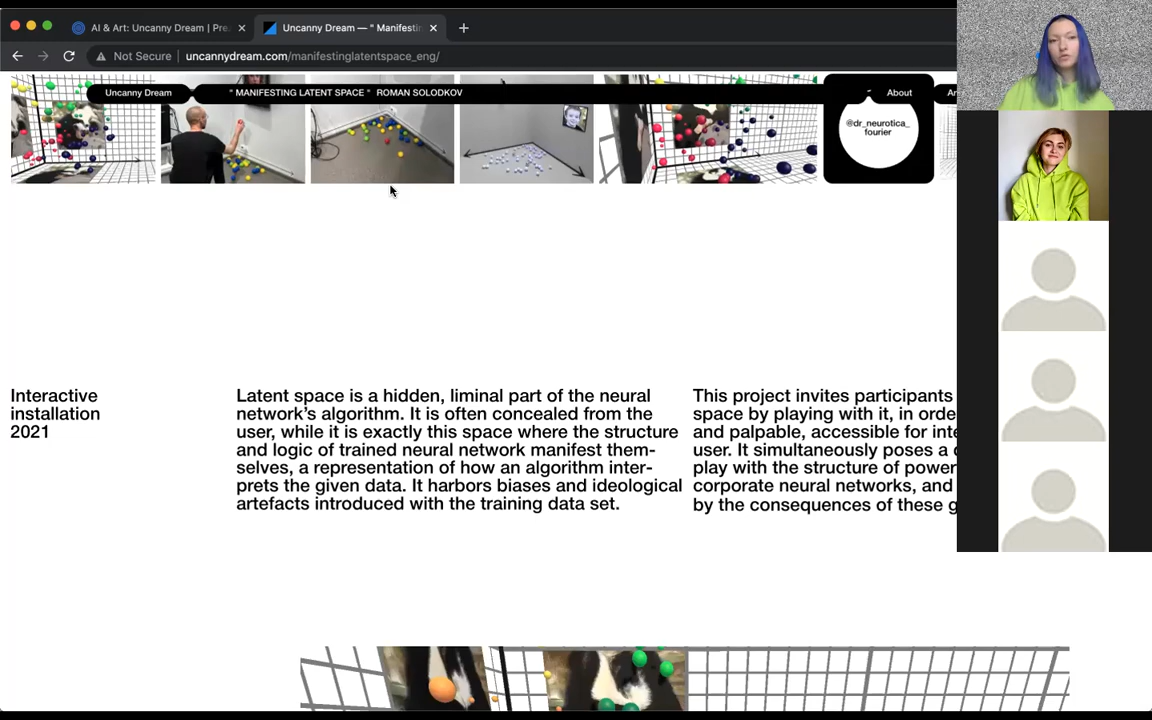 AI & Art: Uncanny Dream | Pre
Uncanny Dream — " Manifestin
Not Secure | uncannydream.com/manifestinglatentspace_eng/
Uncanny Dream
" MANIFESTING LATENT SPACE " ROMAN SOLODKOV
About
@dr_neurotica_
fourier
Interactive
installation
2021
Latent space is a hidden, liminal part of the neural
network's algorithm. It is often concealed from the
user, while it is exactly this space where the structure
and logic of trained neural network manifest them-
selves, a representation of how an algorithm inter-
prets the given data. It harbors biases and ideological
artefacts introduced with the training data set.
This project invites participants
space by playing with it, in orde
and palpable, accessible for inte
user. It simultaneously poses a
play with the structure of power
corporate neural networks, and
by the consequences of these g